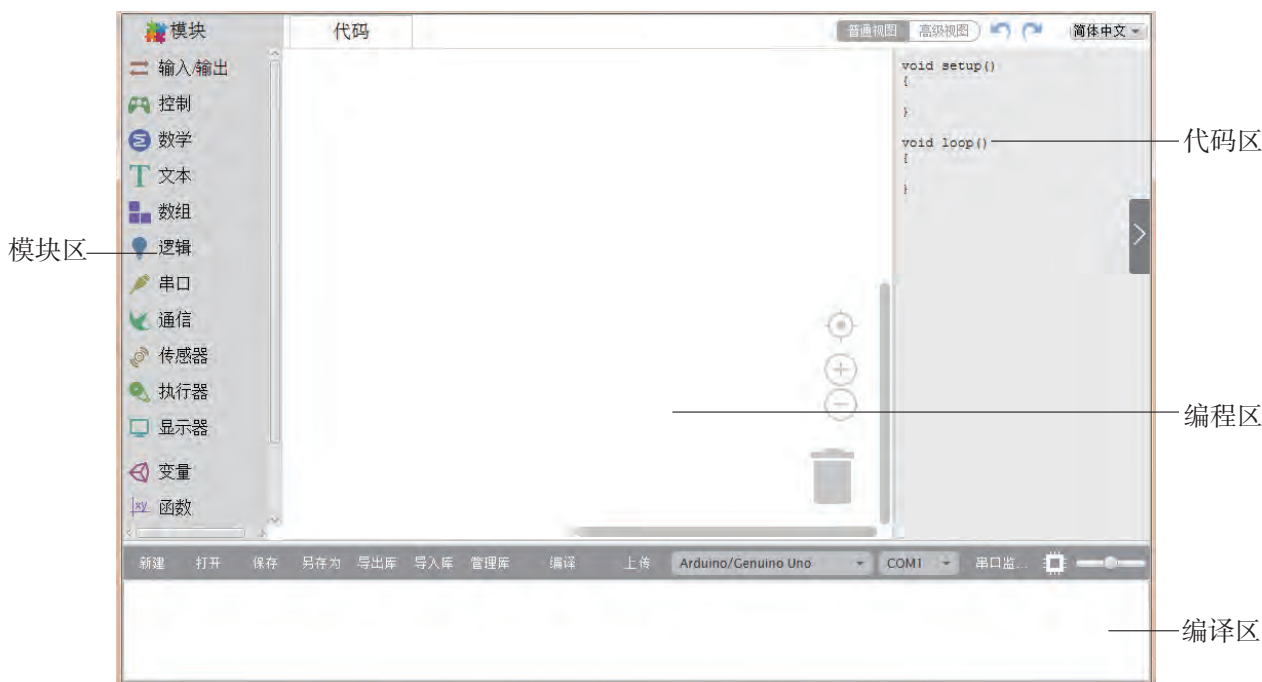 模块 代码 普通视图 高级视图 简体中文
输入/输出
控制
数学
文本
数组
逻辑
串口
通信
传感器
执行器
显示器
变量
xy 函数
模块区
void setup()
{
}
void loop()
{
}
代码区
编程区
新建 打开 保存 另存为 导出库 导入库 管理库 编译 上传 Arduino/Genuino Uno COM1 串口监...
编译区